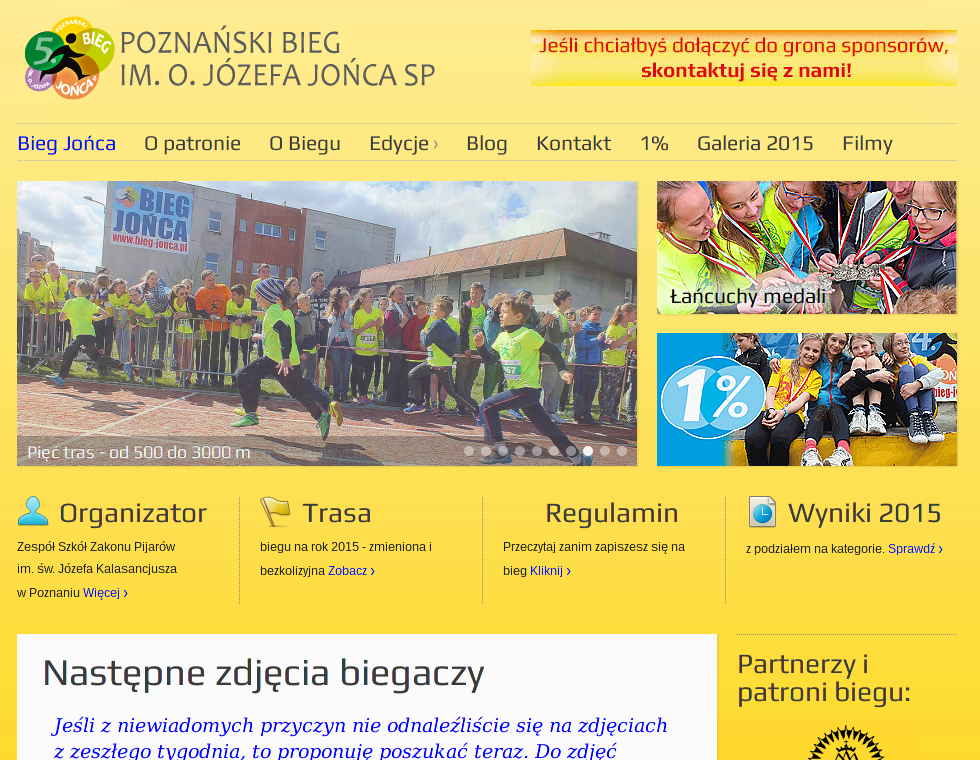 POZNAŃSKI
5.
BIEG
JOŃCA
IM. O. JÓZEFA
POZNAŃSKI BIEG
IM. O. JÓZEFA JOŃCA SP
Jeśli chciałbyś dołączyć do grona sponsorów,
skontaktuj się z nami!
Bieg Jońca O patronie O Biegu Edycje › Blog Kontakt 1% Galeria 2015 Filmy
BIEG
JOŃCA
www.bieg-jonca.pl
Pięć tras - od 500 do 3000 m
Łańcuchy medali
1%
4.
Organizator
Zespół Szkół Zakonu Pijarów
im. św. Józefa Kalasancjusza
w Poznaniu Więcej ›
Trasa
biegu na rok 2015 - zmieniona i
bezkolizyjna Zobacz ›
Regulamin
Przeczytaj zanim zapiszesz się na
bieg Kliknij ›
Wyniki 2015
z podziałem na kategorie. Sprawdź ›
Następne zdjęcia biegaczy
Jeśli z niewiadomych przyczyn nie odnaleźliście się na zdjęciach
z zeszłego tygodnia, to proponuję poszukać teraz. Do zdjęć
Partnerzy i
patroni biegu: